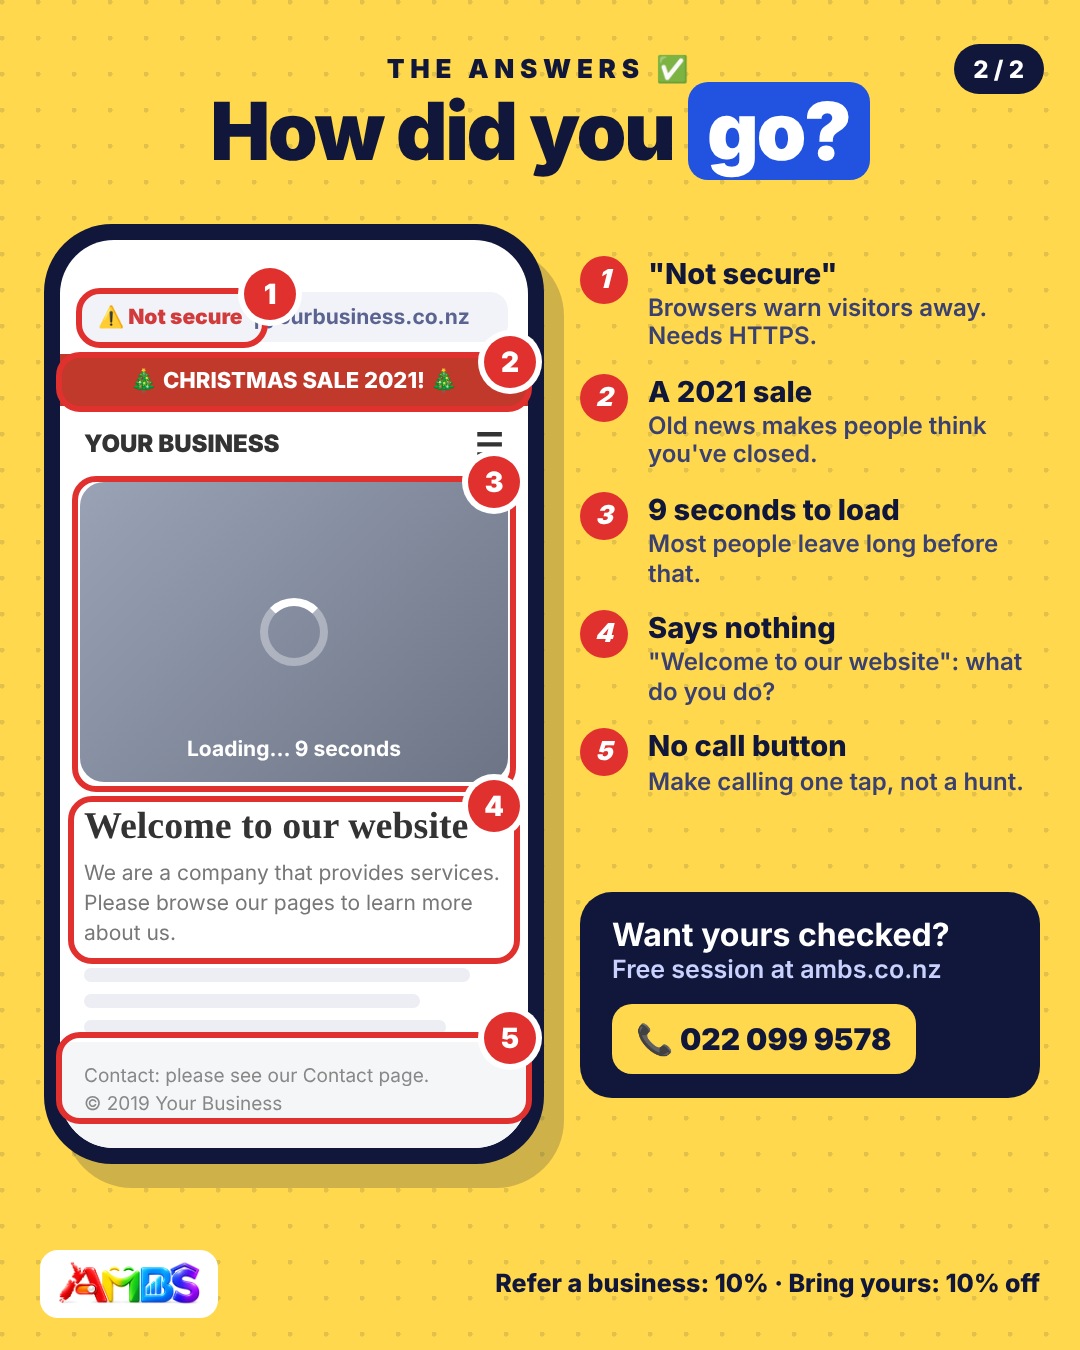 THE ANSWERS ✅
2 / 2
How did you go?
⚠️ Not secure
urbusiness.co.nz
1
🎄 CHRISTMAS SALE 2021! 🎄
2
YOUR BUSINESS
3
Loading... 9 seconds
4
Welcome to our website
We are a company that provides services.
Please browse our pages to learn more
about us.
5
Contact: please see our Contact page.
© 2019 Your Business
1 "Not secure"
Browsers warn visitors away.
Needs HTTPS.
2 A 2021 sale
Old news makes people think
you've closed.
3 9 seconds to load
Most people leave long before
that.
4 Says nothing
"Welcome to our website": what
do you do?
5 No call button
Make calling one tap, not a hunt.
Want yours checked?
Free session at ambs.co.nz
📞 022 099 9578
AMBS
Refer a business: 10% · Bring yours: 10% off